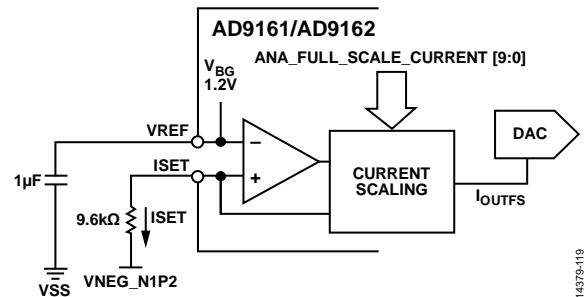 AD9161/AD9162
VBG
1.2V
ANA_FULL_SCALE_CURRENT [9:0]
VREF
−
DAC
ISET
+
CURRENT
SCALING
1µF
IOUTFS
9.6kΩ
ISET
VSS
VNEG_N1P2
14379-119